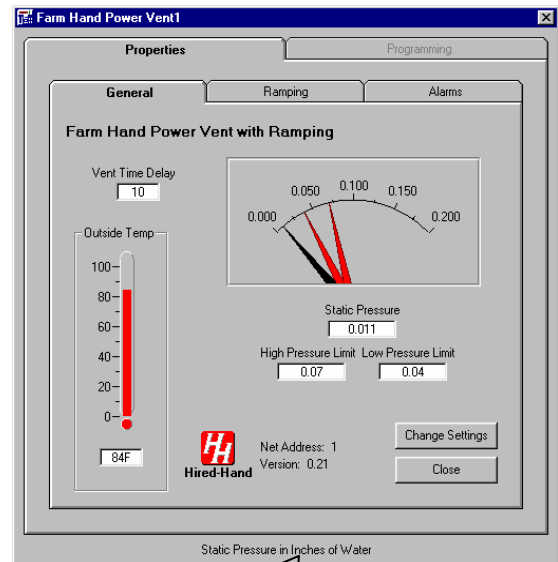 Farm Hand Power Vent1
Properties Programming
General Ramping Alarms
Farm Hand Power Vent with Ramping
Vent Time Delay
10
0.000 0.050 0.100 0.150 0.200
Outside Temp
100
80
60
40
20
0
84F
Static Pressure
0.011
High Pressure Limit Low Pressure Limit
0.07 0.04
HH
Hired-Hand
Net Address: 1
Version: 0.21
Change Settings
Close
Static Pressure in Inches of Water